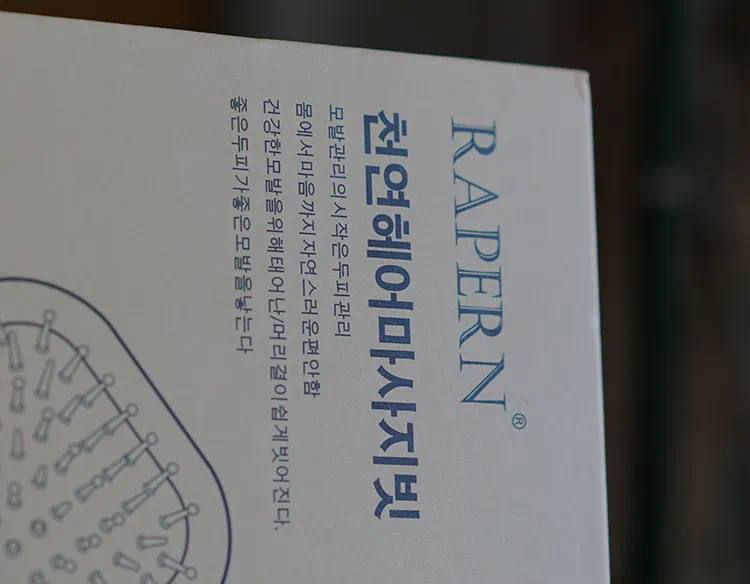 RAPERN®
천연헤어마사지빗
모발관리의시작은두피관리
몸에서마음까지자연스러운편안함
건강한모발을위해태어난/머리결이쉽게빗어진다.
좋은두피가좋은모발을낳는다